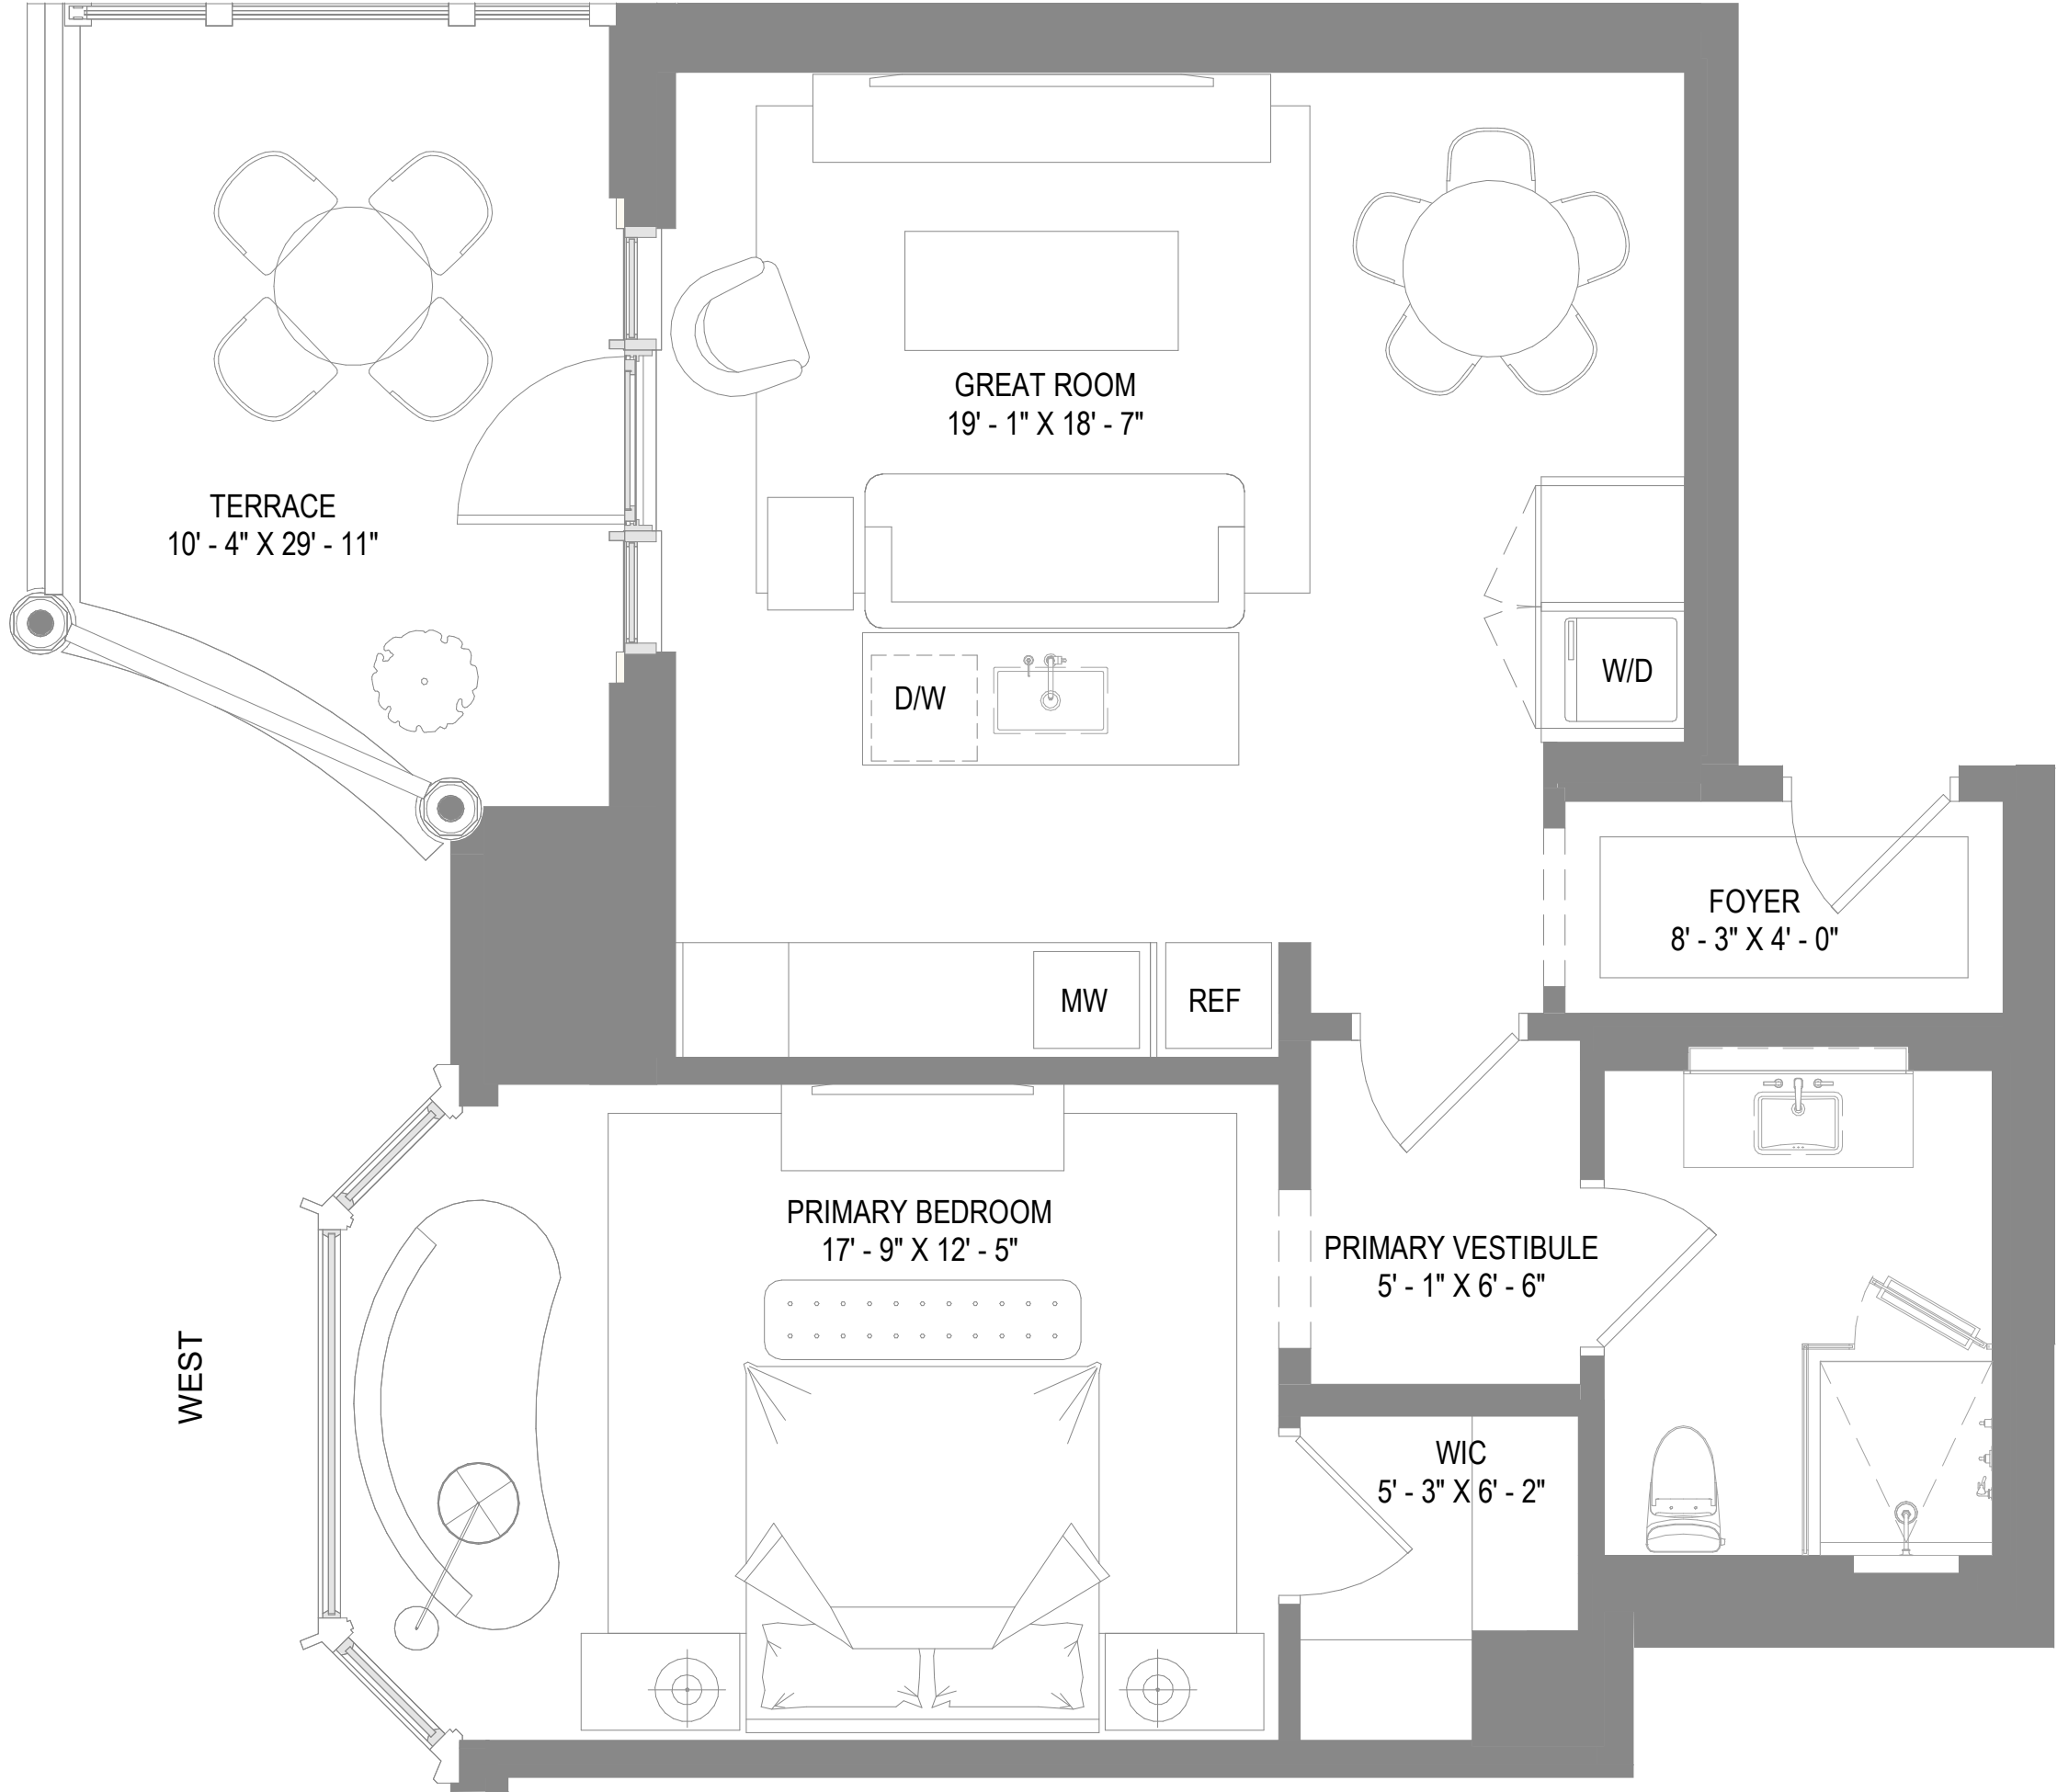 GREAT ROOM
19' - 1" X 18' - 7"
TERRACE
10' - 4" X 29' - 11"
W/D
D/W
FOYER
8' - 3" X 4' - 0"
MW
REF
PRIMARY BEDROOM
17' - 9" X 12' - 5"
PRIMARY VESTIBULE
5' - 1" X 6' - 6"
WEST
WIC
5' - 3" X 6' - 2"